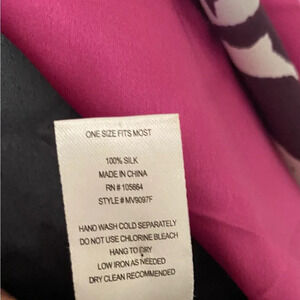 ONE SIZE FITS MOST
100% SILK
MADE IN CHINA
RN # 105664
STYLE # MV9097F
HAND WASH COLD SEPARATELY
DO NOT USE CHLORINE BLEACH
HANG TO DRY
LOW IRON AS NEEDED
DRY CLEAN RECOMMENDED